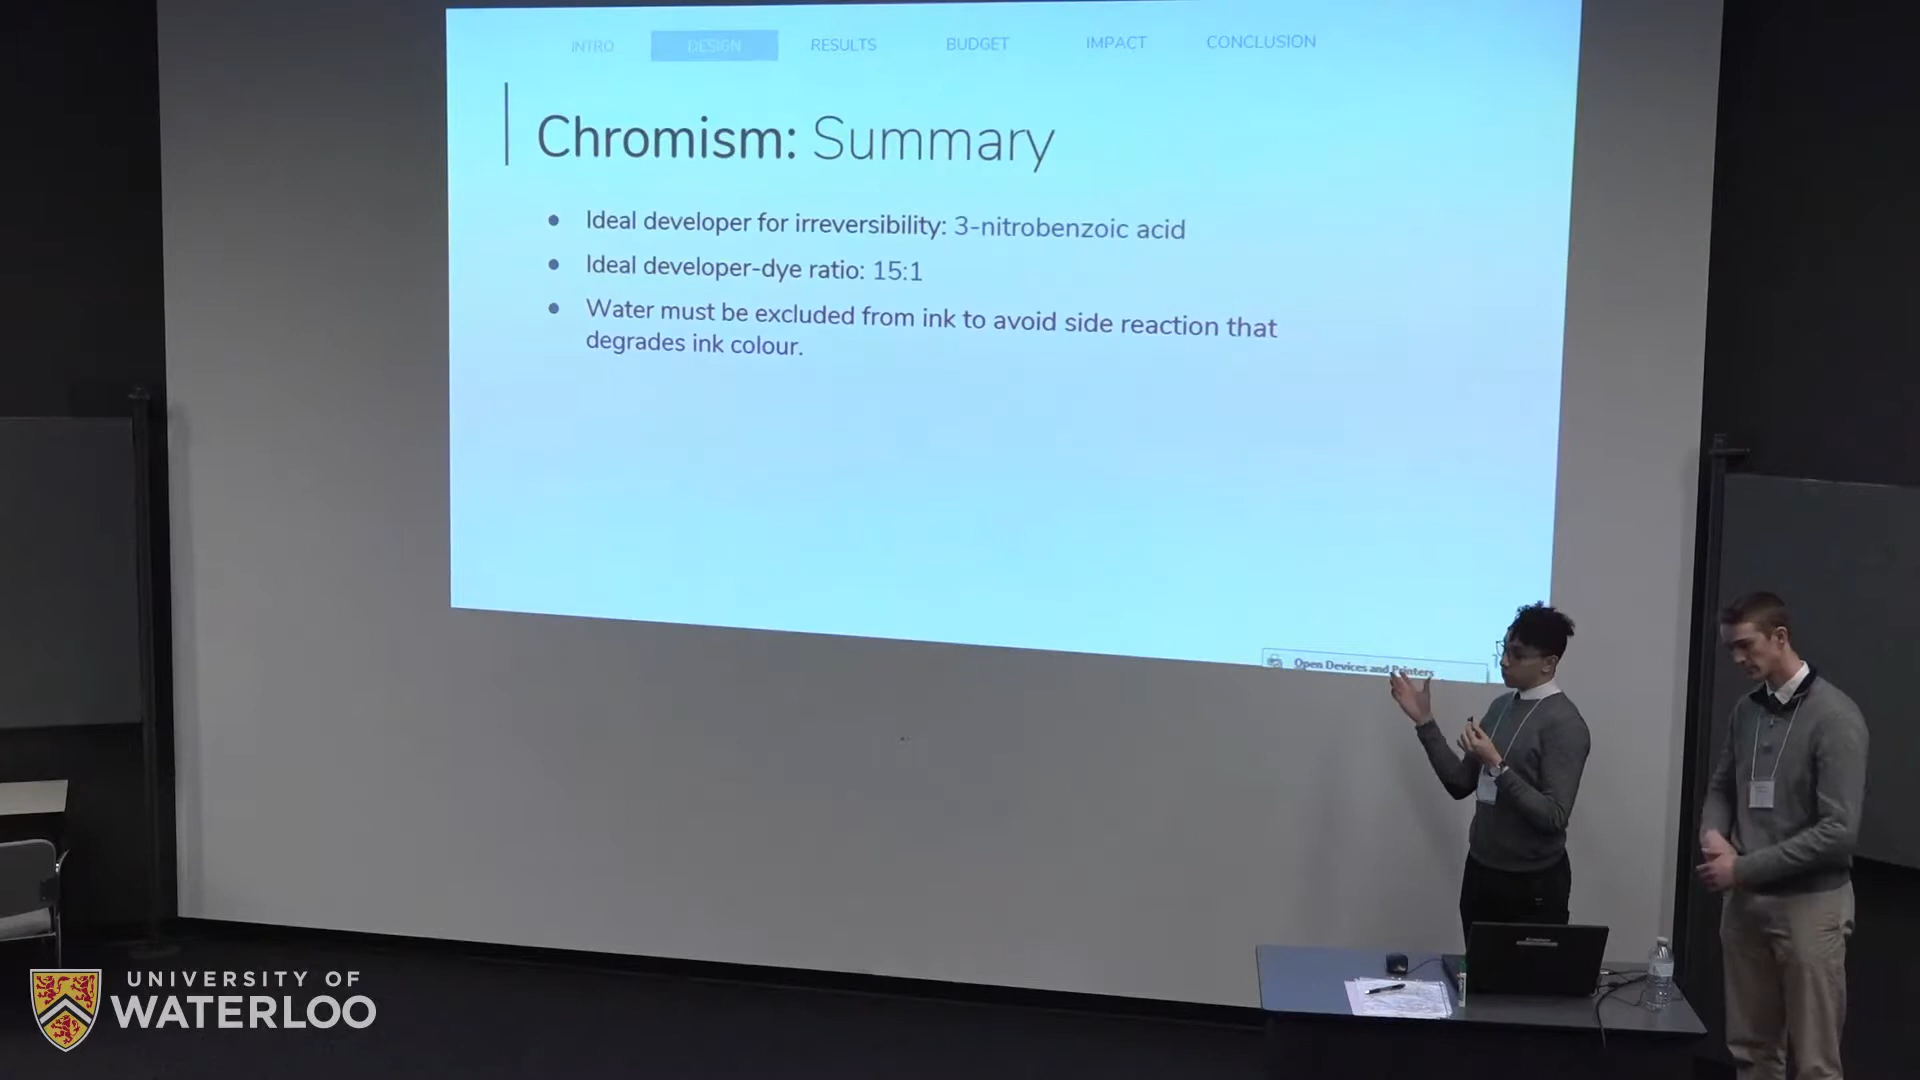 INTRO DESIGN RESULTS BUDGET IMPACT CONCLUSION
Chromism: Summary
Ideal developer for irreversibility: 3-nitrobenzoic acid
Ideal developer-dye ratio: 15:1
Water must be excluded from ink to avoid side reaction that
degrades ink colour.
Open Devices and Printers
UNIVERSITY OF
WATERLOO